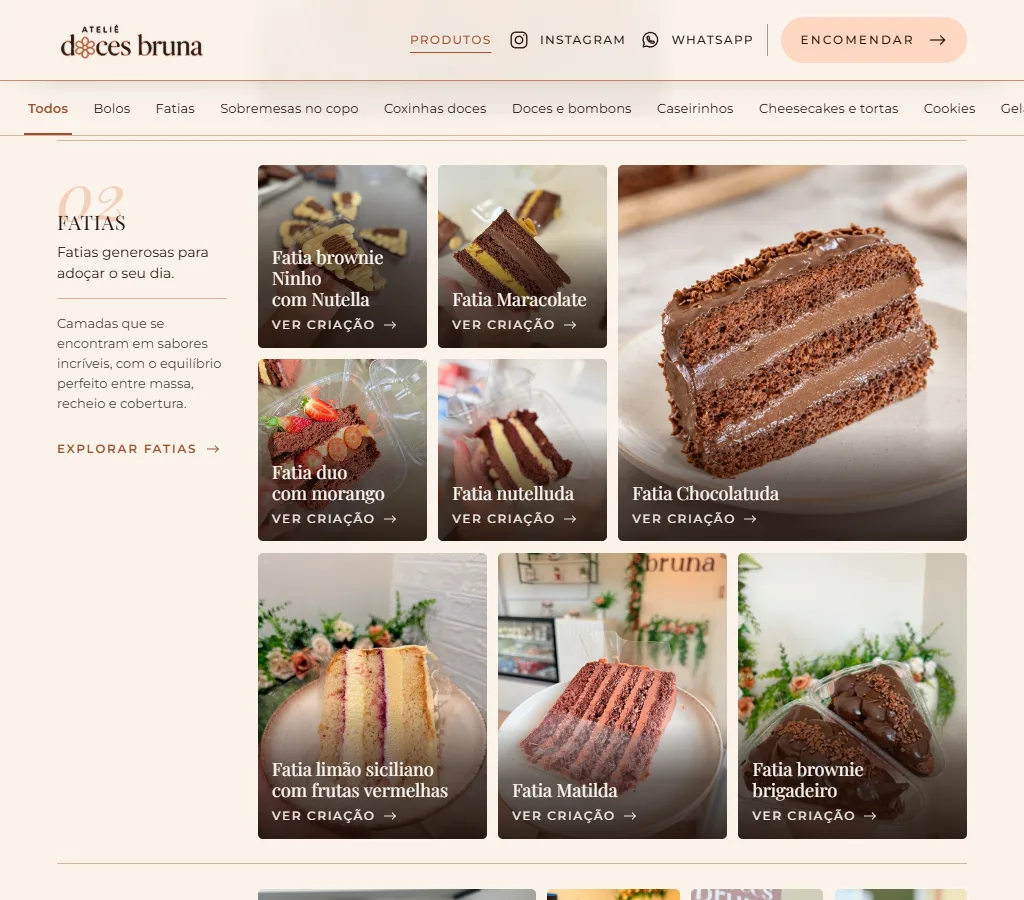 ATELIÊ
doces bruna
PRODUTOS
INSTAGRAM
WHATSAPP
ENCOMENDAR
Todos
Bolos
Fatias
Sobremesas no copo
Coxinhas doces
Doces e bombons
Caseirinhos
Cheesecakes e tortas
Cookies
02
FATIAS
Fatias generosas para
adoçar o seu dia.
Camadas que se
encontram em sabores
incríveis, com o equilíbrio
perfeito entre massa,
recheio e cobertura.
EXPLORAR FATIAS
Fatia brownie
Ninho
com Nutella
VER CRIAÇÃO
Fatia Maracolate
VER CRIAÇÃO
Fatia duo
com morango
VER CRIAÇÃO
Fatia nutelluda
VER CRIAÇÃO
Fatia Chocolatuda
VER CRIAÇÃO
Fatia limão siciliano
com frutas vermelhas
VER CRIAÇÃO
bruna
Fatia Matilda
VER CRIAÇÃO
Fatia brownie
brigadeiro
VER CRIAÇÃO